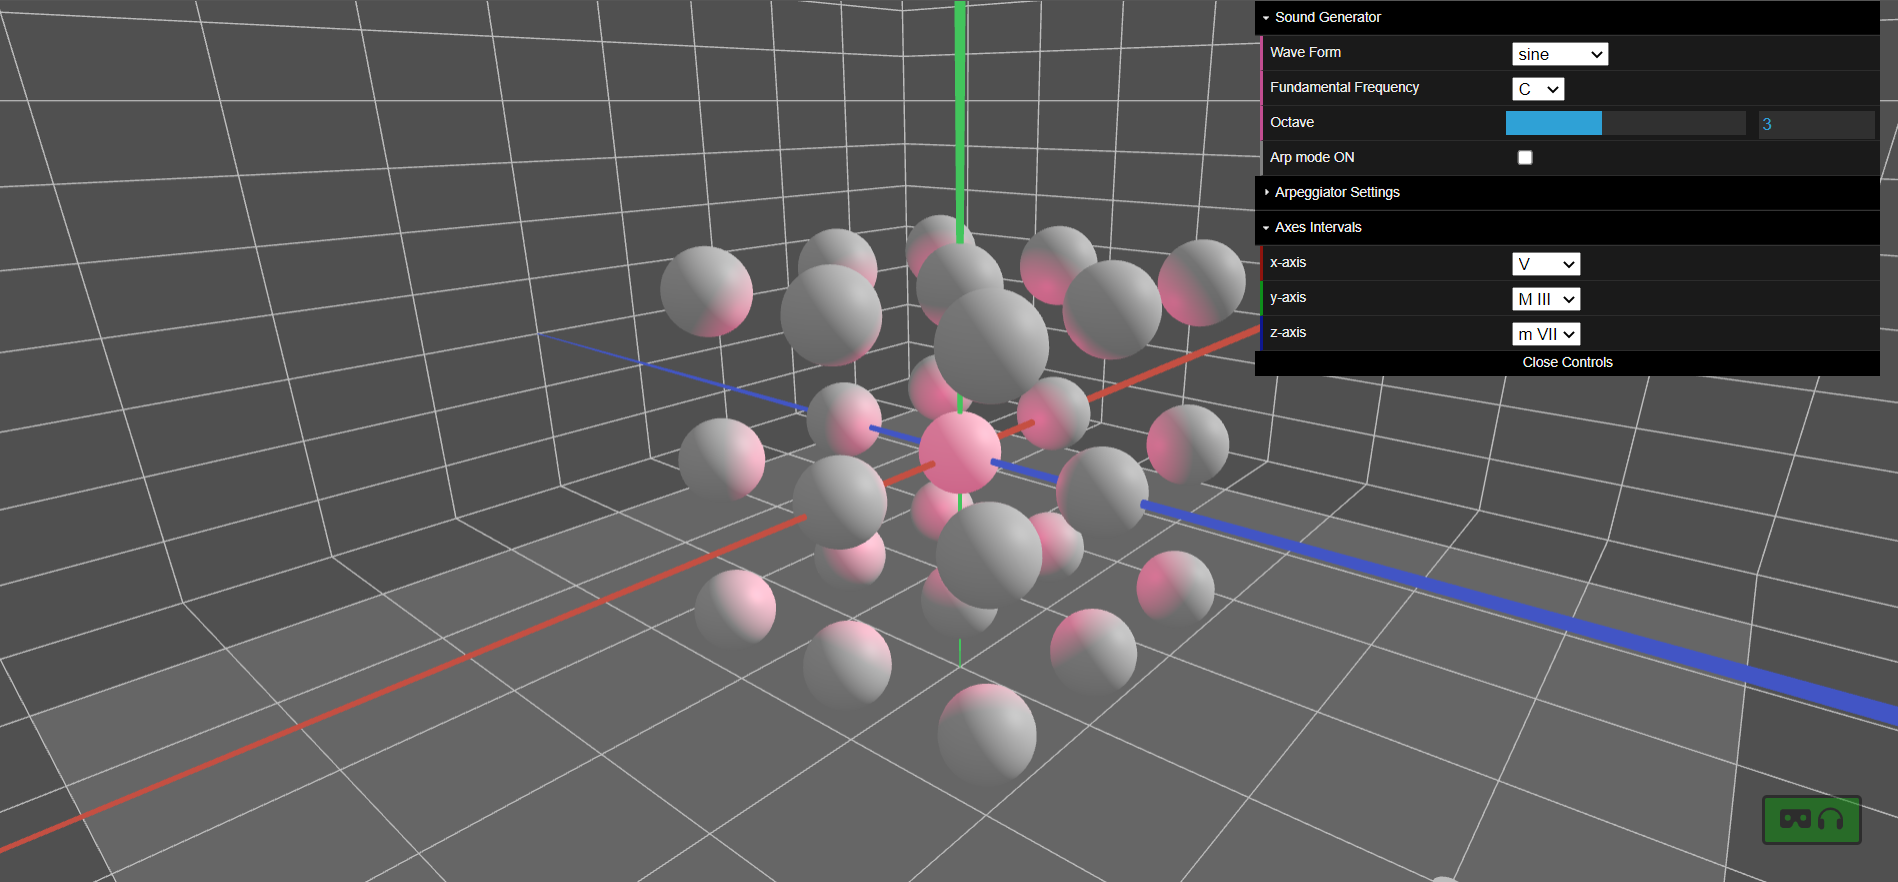 Sound Generator
Wave Form sine
Fundamental Frequency C
Octave 3
Arp mode ON
Arpeggiator Settings
Axes Intervals
x-axis V
y-axis M III
z-axis m VII
Close Controls